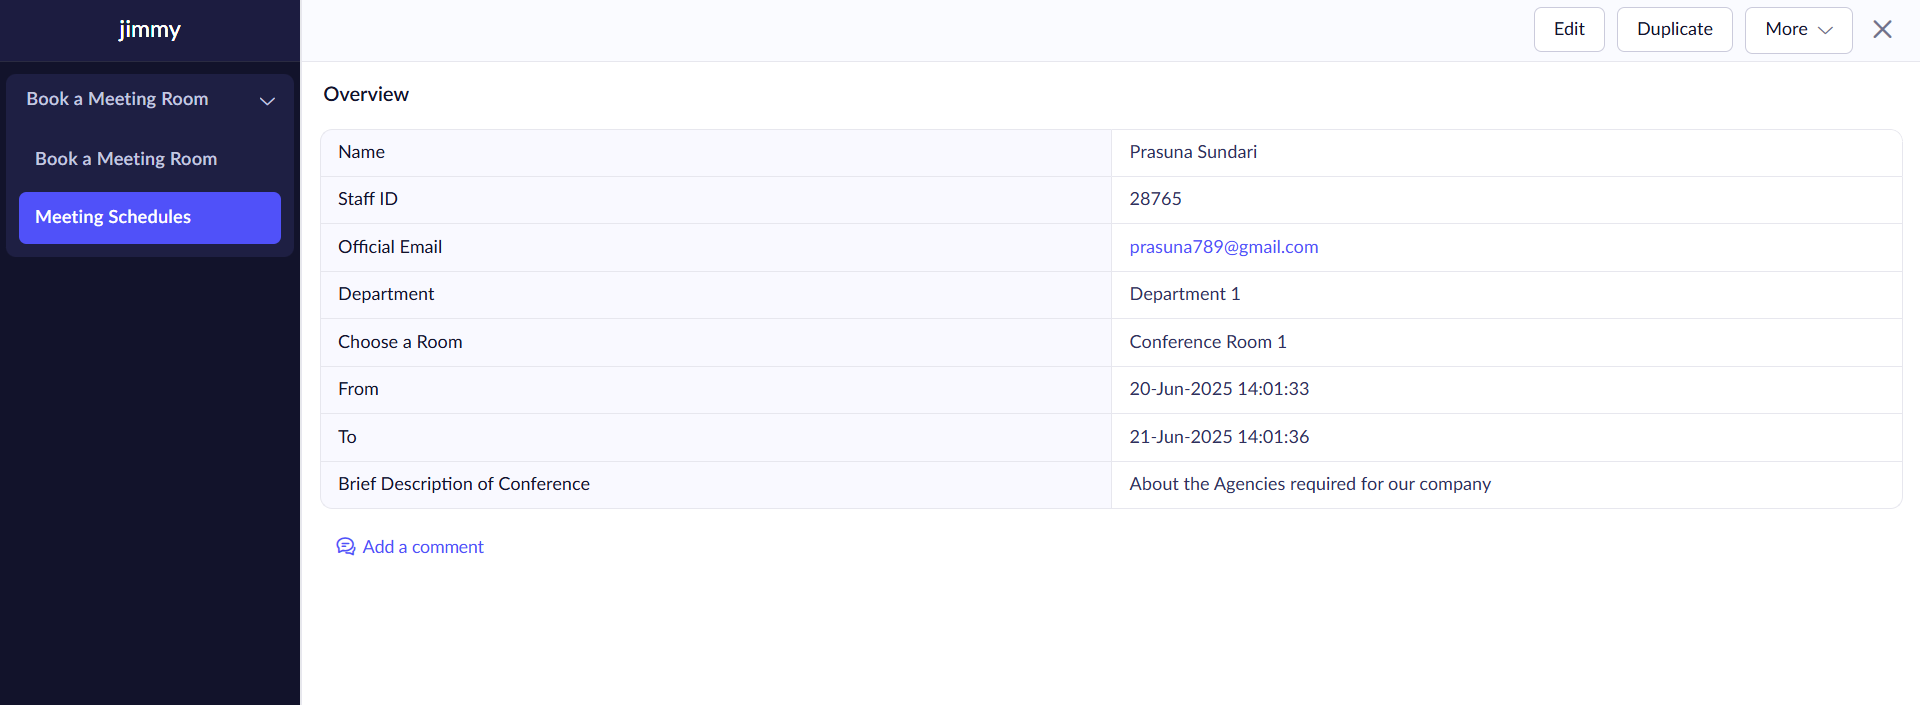 jimmy
Edit
Duplicate
More
Book a Meeting Room
Book a Meeting Room
Meeting Schedules
Overview
Name Prasuna Sundari
Staff ID 28765
Official Email prasuna789@gmail.com
Department Department 1
Choose a Room Conference Room 1
From 20-Jun-2025 14:01:33
To 21-Jun-2025 14:01:36
Brief Description of Conference About the Agencies required for our company
Add a comment